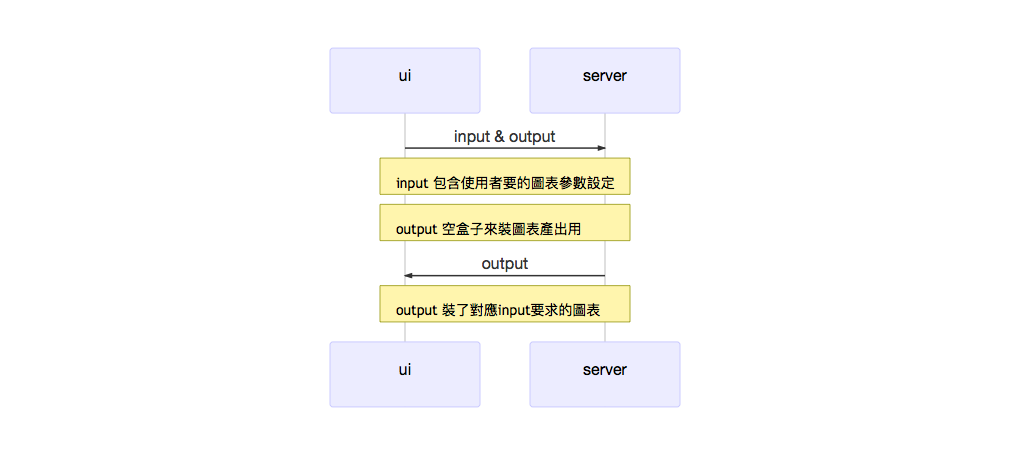 ui
server
input & output
input 包含使用者要的圖表參數設定
output 空盒子來裝圖表產出用
output
output 裝了對應input要求的圖表
ui
server